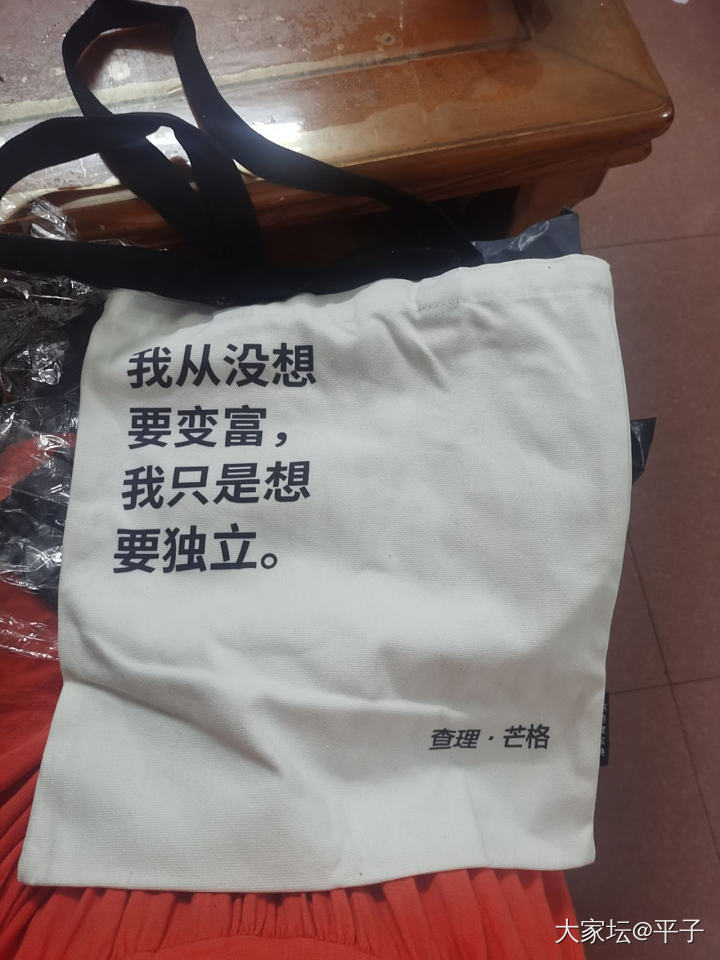 我从没想
要变富，
我只是想
要独立。
查理·芒格
大家坛@平子